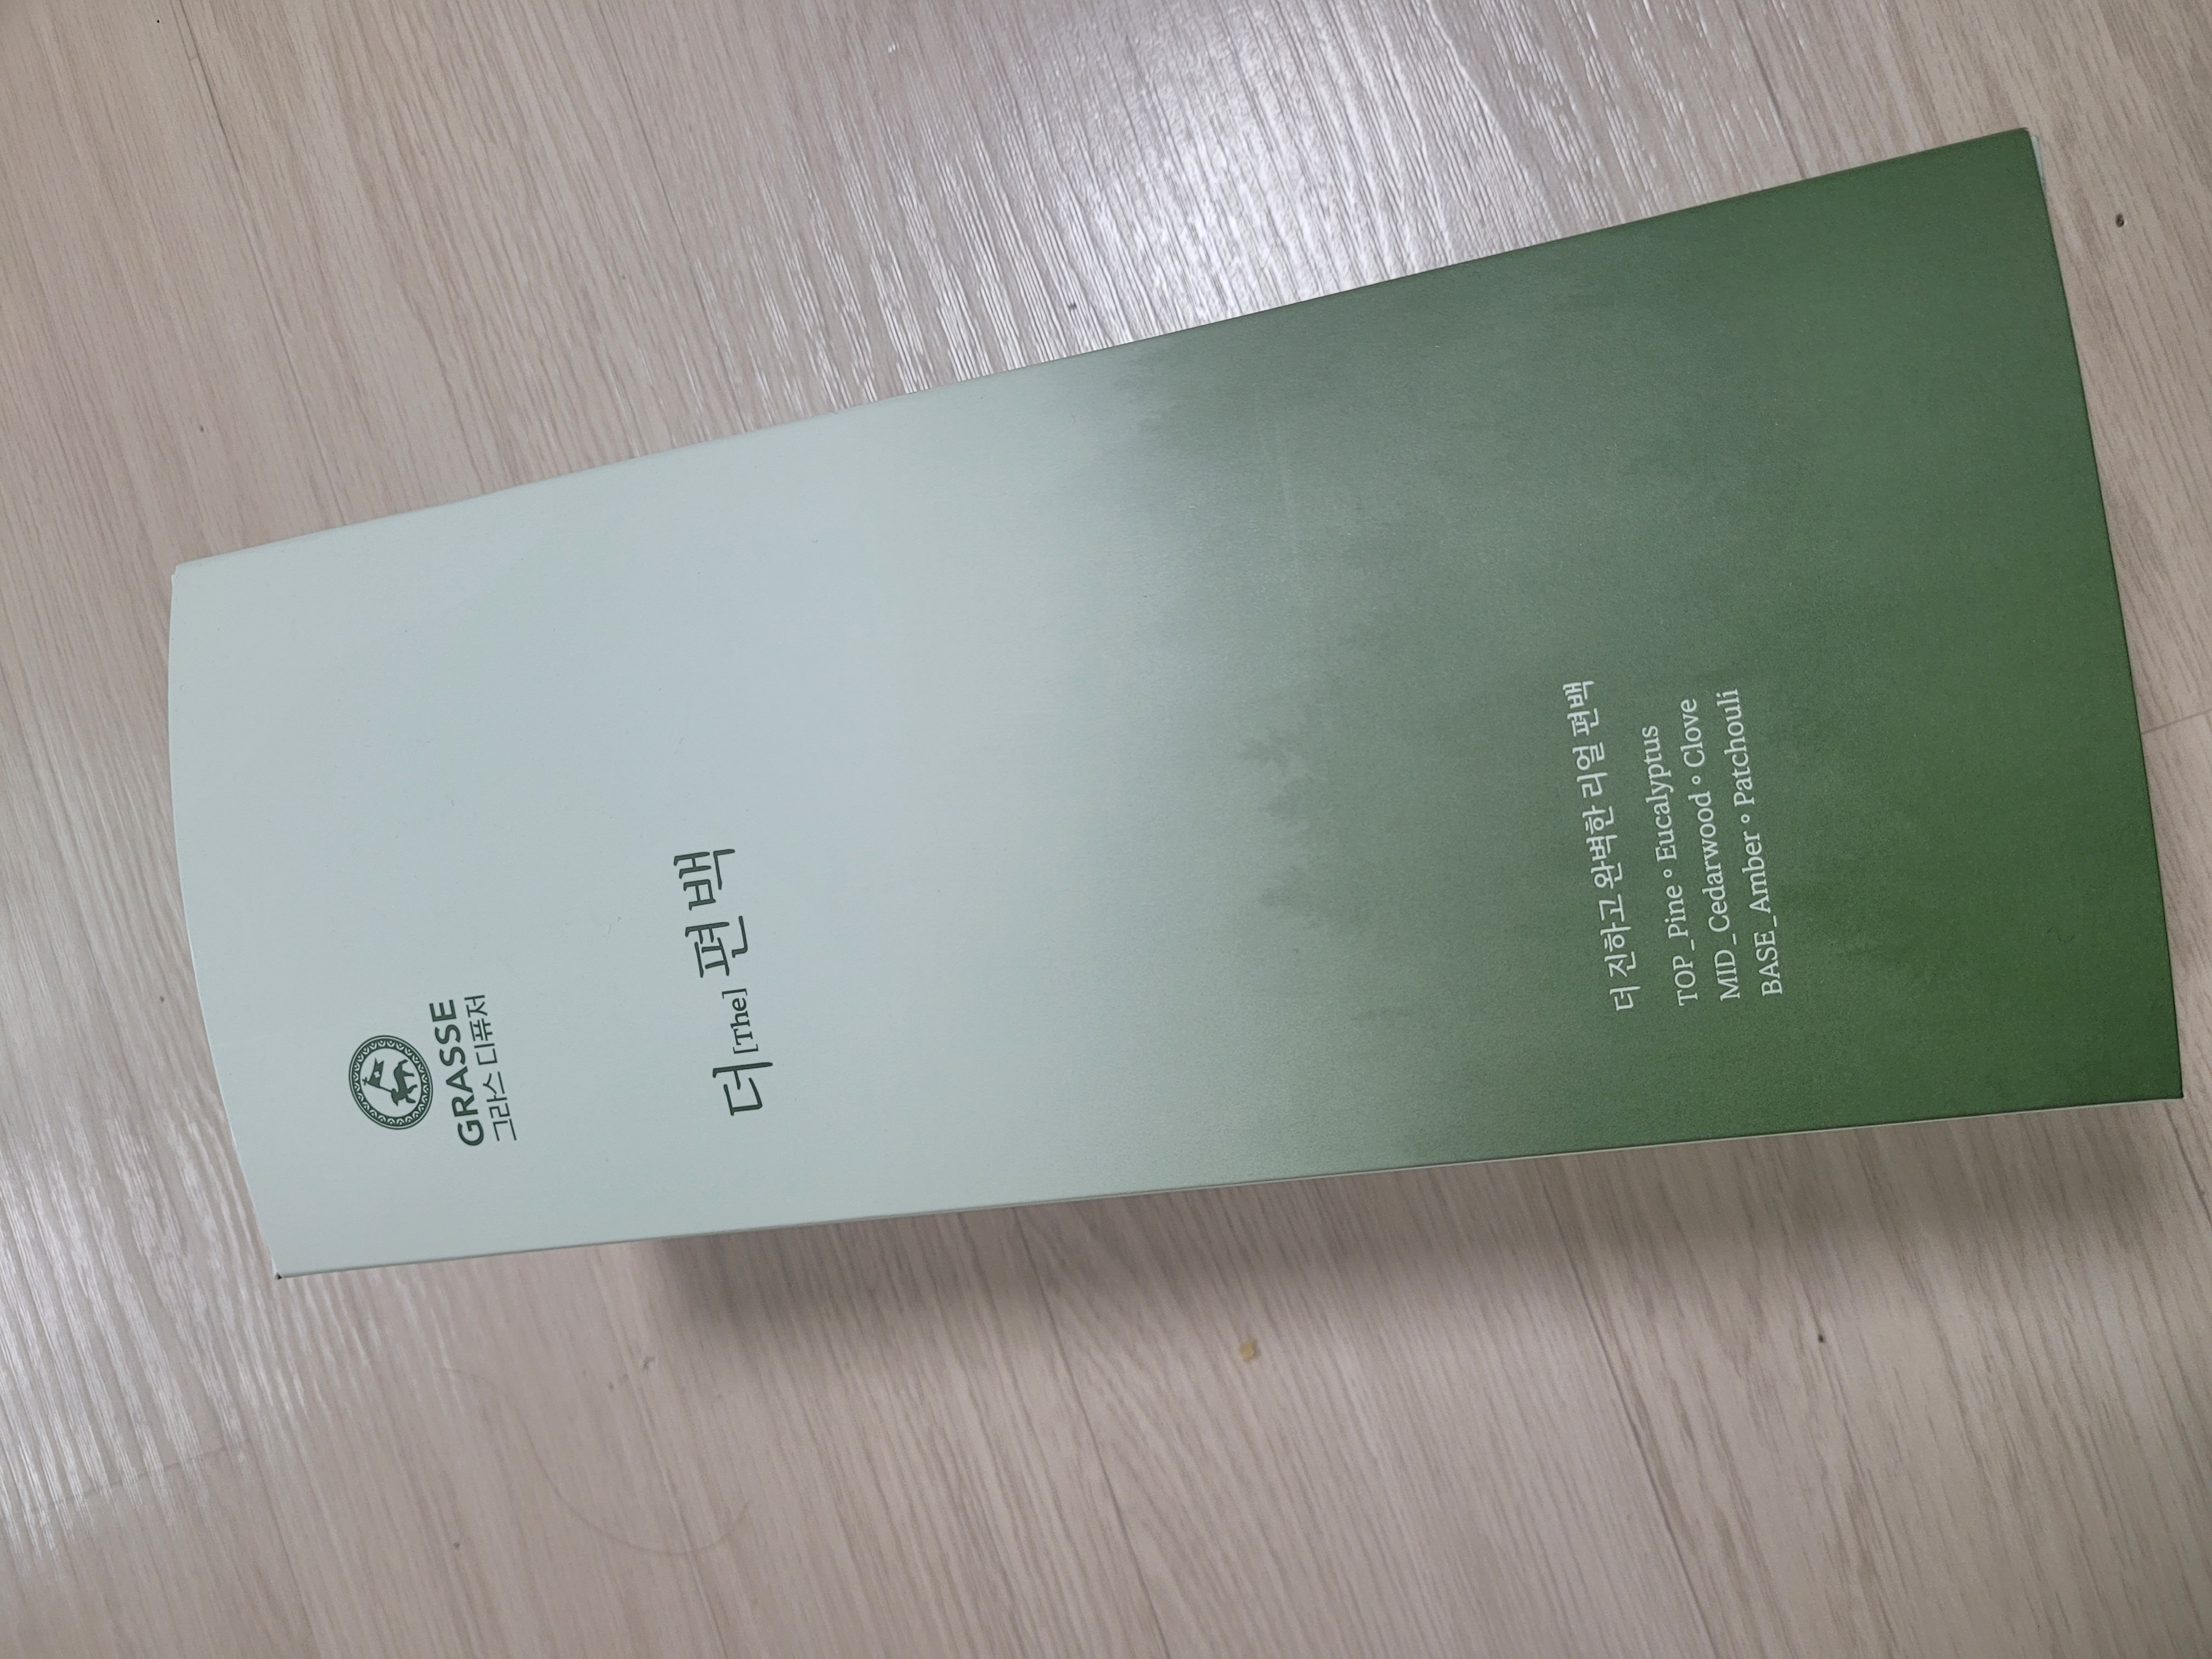 GRASSE
그라스 디퓨저
더[The] 편백
더 진하고 완벽한 리얼 편백
TOP_Pine ° Eucalyptus
MID_Cedarwood ° Clove
BASE_Amber ° Patchouli